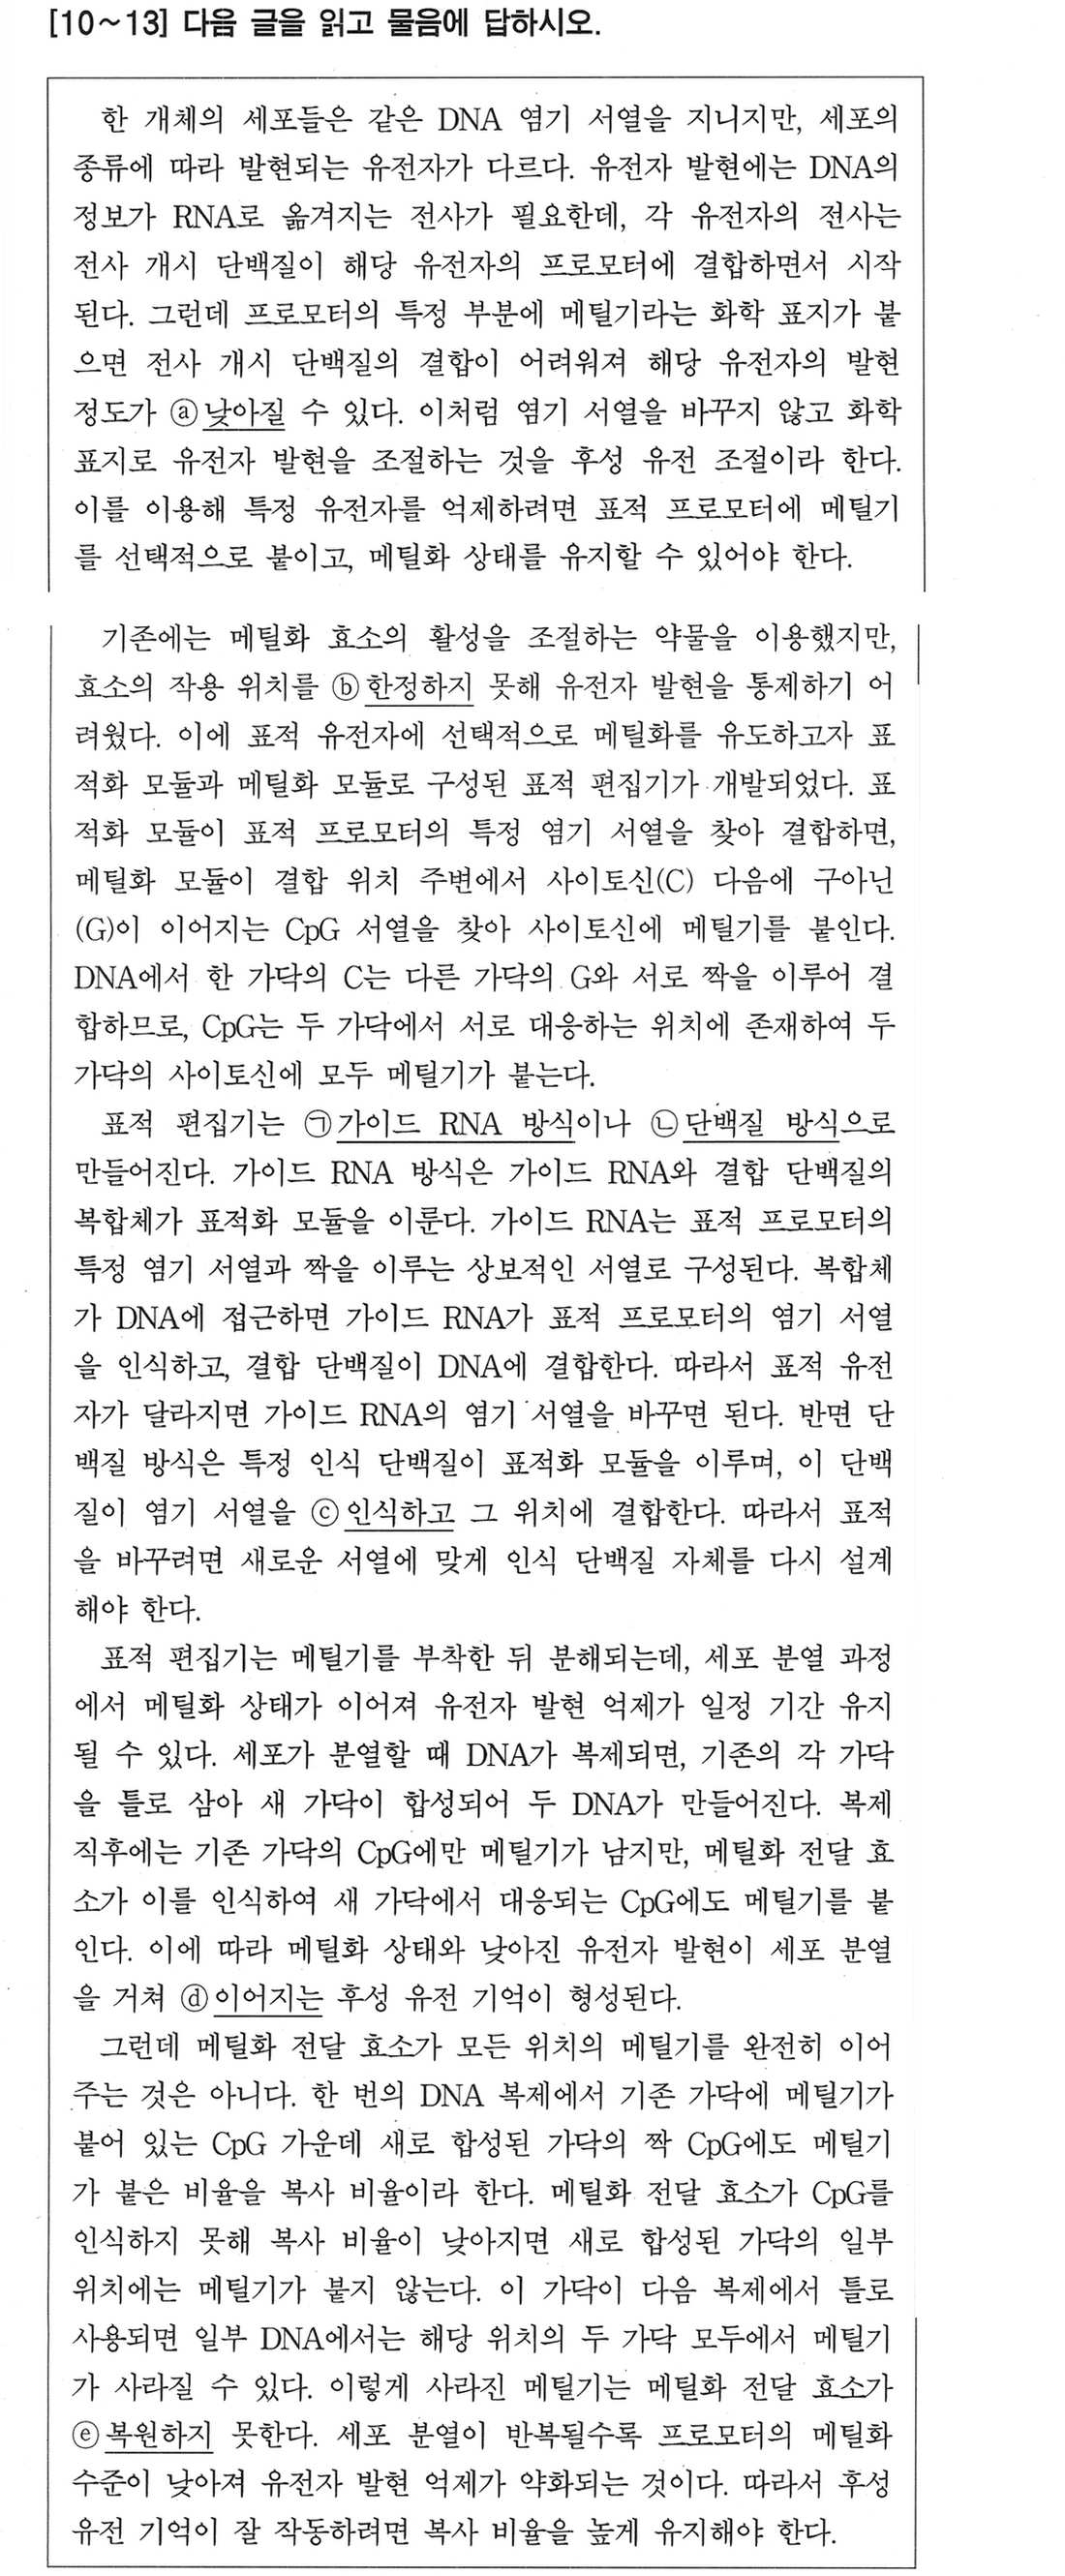 [10~13] 다음 글을 읽고 물음에 답하시오.
한 개체의 세포들은 같은 DNA 염기 서열을 지니지만, 세포의
종류에 따라 발현되는 유전자가 다르다. 유전자 발현에는 DNA의
정보가 RNA로 옮겨지는 전사가 필요한데, 각 유전자의 전사는
전사 개시 단백질이 해당 유전자의 프로모터에 결합하면서 시작
된다. 그런데 프로모터의 특정 부분에 메틸기라는 화학 표지가 붙
으면 전사 개시 단백질의 결합이 어려워져 해당 유전자의 발현
정도가 ⓐ낮아질 수 있다. 이처럼 염기 서열을 바꾸지 않고 화학
표지로 유전자 발현을 조절하는 것을 후성 유전 조절이라 한다.
이를 이용해 특정 유전자를 억제하려면 표적 프로모터에 메틸기
를 선택적으로 붙이고, 메틸화 상태를 유지할 수 있어야 한다.
기존에는 메틸화 효소의 활성을 조절하는 약물을 이용했지만,
효소의 작용 위치를 ⓑ한정하지 못해 유전자 발현을 통제하기 어
려웠다. 이에 표적 유전자에 선택적으로 메틸화를 유도하고자 표
적화 모듈과 메틸화 모듈로 구성된 표적 편집기가 개발되었다. 표
적화 모듈이 표적 프로모터의 특정 염기 서열을 찾아 결합하면,
메틸화 모듈이 결합 위치 주변에서 사이토신(C) 다음에 구아닌
(G)이 이어지는 CpG 서열을 찾아 사이토신에 메틸기를 붙인다.
DNA에서 한 가닥의 C는 다른 가닥의 G와 서로 짝을 이루어 결
합하므로, CpG는 두 가닥에서 서로 대응하는 위치에 존재하여 두
가닥의 사이토신에 모두 메틸기가 붙는다.
표적 편집기는 ㉠가이드 RNA 방식이나 ㉡단백질 방식으로
만들어진다. 가이드 RNA 방식은 가이드 RNA와 결합 단백질의
복합체가 표적화 모듈을 이룬다. 가이드 RNA는 표적 프로모터의
특정 염기 서열과 짝을 이루는 상보적인 서열로 구성된다. 복합체
가 DNA에 접근하면 가이드 RNA가 표적 프로모터의 염기 서열
을 인식하고, 결합 단백질이 DNA에 결합한다. 따라서 표적 유전
자가 달라지면 가이드 RNA의 염기 서열을 바꾸면 된다. 반면 단
백질 방식은 특정 인식 단백질이 표적화 모듈을 이루며, 이 단백
질이 염기 서열을 ⓒ인식하고 그 위치에 결합한다. 따라서 표적
을 바꾸려면 새로운 서열에 맞게 인식 단백질 자체를 다시 설계
해야 한다.
표적 편집기는 메틸기를 부착한 뒤 분해되는데, 세포 분열 과정
에서 메틸화 상태가 이어져 유전자 발현 억제가 일정 기간 유지
될 수 있다. 세포가 분열할 때 DNA가 복제되면, 기존의 각 가닥
을 틀로 삼아 새 가닥이 합성되어 두 DNA가 만들어진다. 복제
직후에는 기존 가닥의 CpG에만 메틸기가 남지만, 메틸화 전달 효
소가 이를 인식하여 새 가닥에서 대응되는 CpG에도 메틸기를 붙
인다. 이에 따라 메틸화 상태와 낮아진 유전자 발현이 세포 분열
을 거쳐 ⓓ이어지는 후성 유전 기억이 형성된다.
그런데 메틸화 전달 효소가 모든 위치의 메틸기를 완전히 이어
주는 것은 아니다. 한 번의 DNA 복제에서 기존 가닥에 메틸기가
붙어 있는 CpG 가운데 새로 합성된 가닥의 짝 CpG에도 메틸기
가 붙은 비율을 복사 비율이라 한다. 메틸화 전달 효소가 CpG를
인식하지 못해 복사 비율이 낮아지면 새로 합성된 가닥의 일부
위치에는 메틸기가 붙지 않는다. 이 가닥이 다음 복제에서 틀로
사용되면 일부 DNA에서는 해당 위치의 두 가닥 모두에서 메틸기
가 사라질 수 있다. 이렇게 사라진 메틸기는 메틸화 전달 효소가
ⓔ복원하지 못한다. 세포 분열이 반복될수록 프로모터의 메틸화
수준이 낮아져 유전자 발현 억제가 약화되는 것이다. 따라서 후성
유전 기억이 잘 작동하려면 복사 비율을 높게 유지해야 한다.